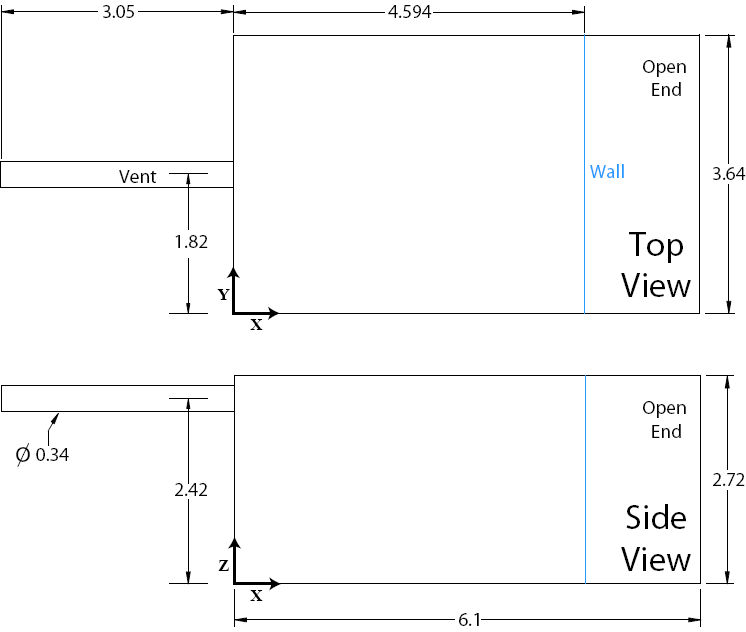 3.05
4.594
Open
End
Vent
Wall
3.64
1.82
Top
View
Y
X
Open
End
Ø 0.34
2.42
2.72
Side
View
Z
X
6.1